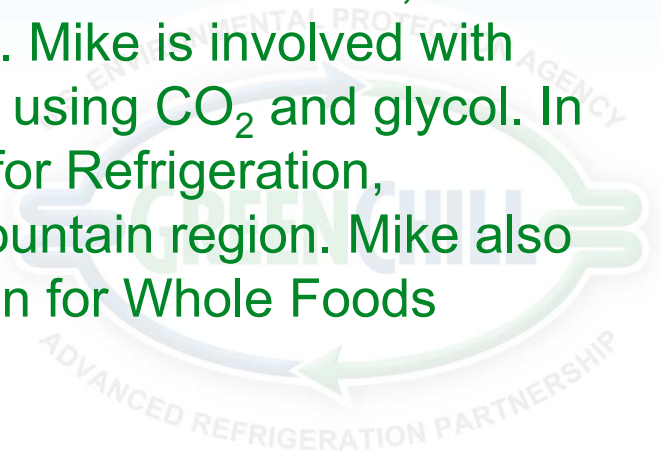 . Mike is involved with
using CO₂ and glycol. In
for Refrigeration,
ountain region. Mike also
n for Whole Foods
ENVIRONMENTAL PROTECTION AGENCY
GREENCHILL
ADVANCED REFRIGERATION PARTNERSHIP